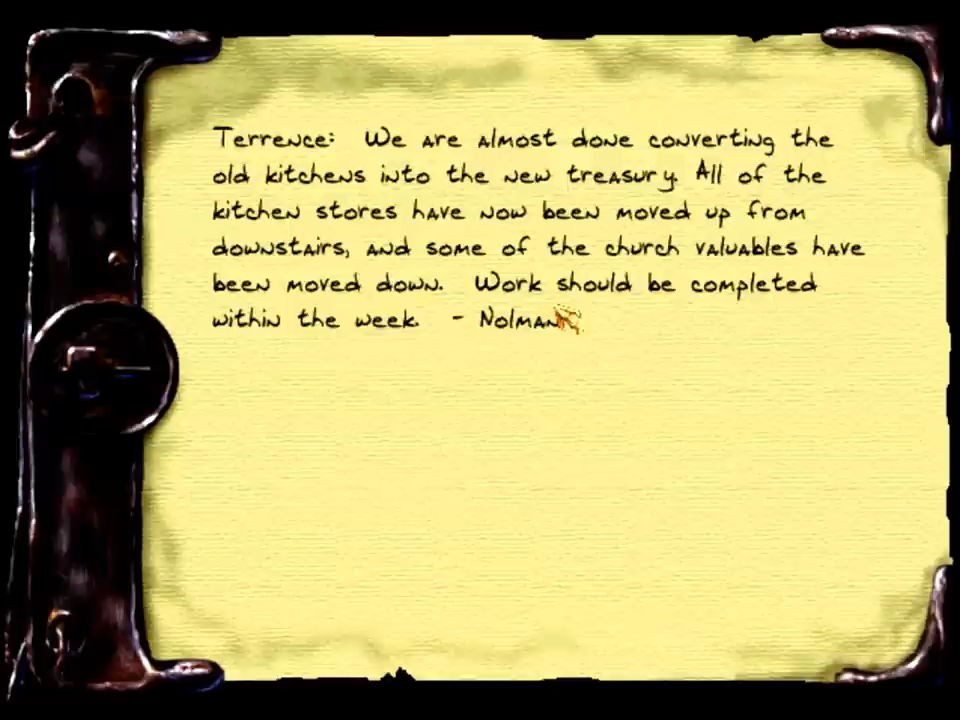 Terrence: We are almost done converting the
old kitchens into the new treasury. All of the
kitchen stores have now been moved up from
downstairs, and some of the church valuables have
been moved down. Work should be completed
within the week. - Nolman